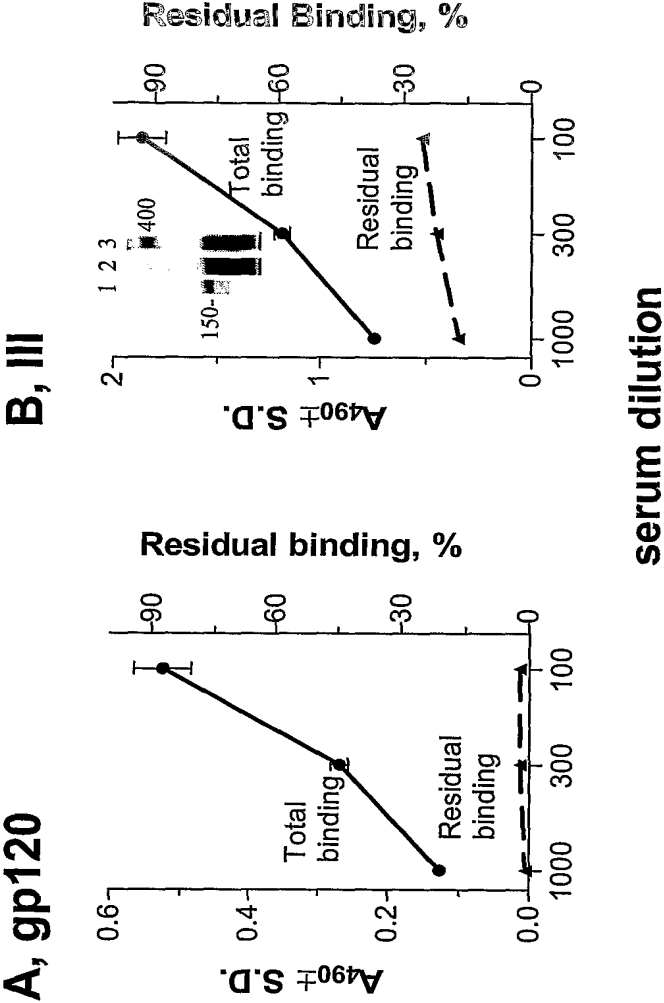 A, gp120
A490± S.D.
0.6
0.4
0.2
0.0
Total
binding
Residual
binding
1000
300
100
90
60
30
0
Residual binding, %
B, III
A490± S.D.
2
1
0
1 2 3
400
150-
Total
binding
Residual
binding
1000
300
100
90
60
30
0
Residual Binding, %
serum dilution